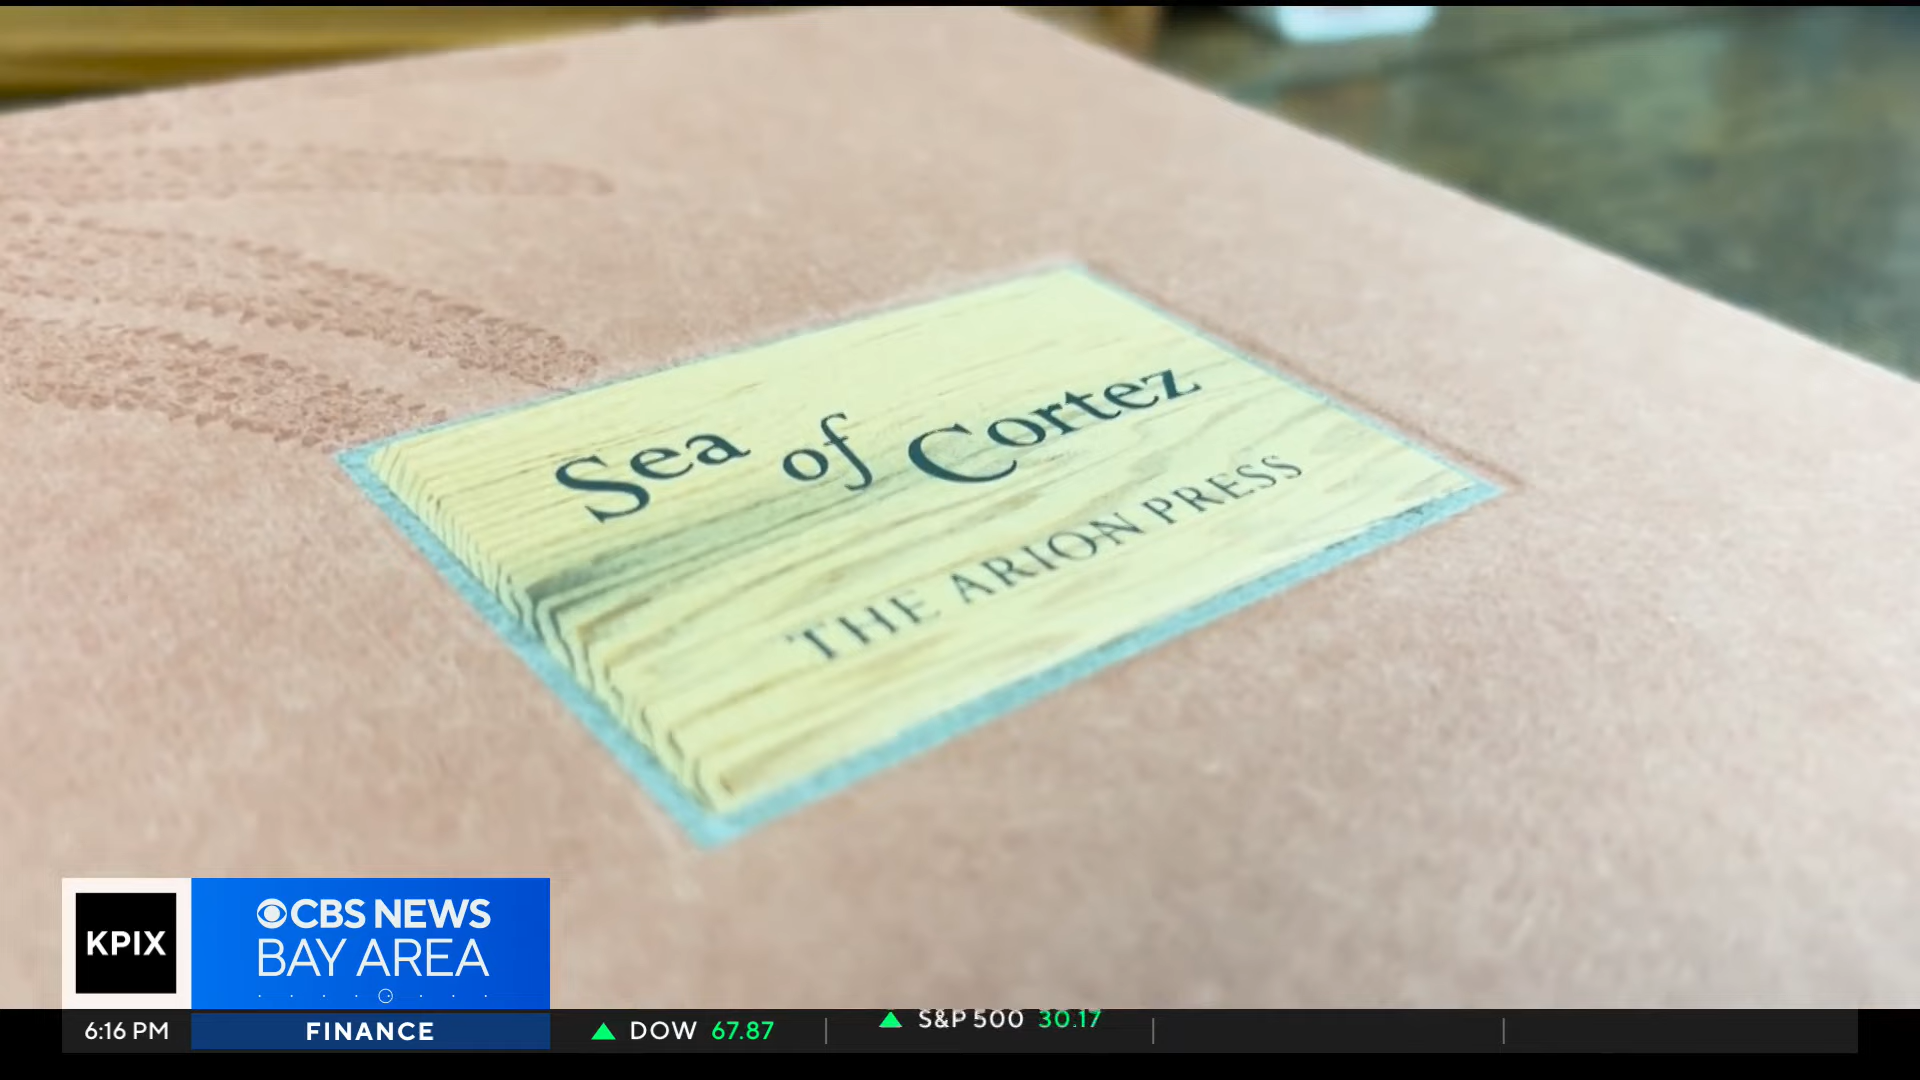 Sea of Cortez
THE ARION PRESS
KPIX
CBS NEWS
BAY AREA
6:16 PM
FINANCE
DOW 67.87
S&P 500 30.17